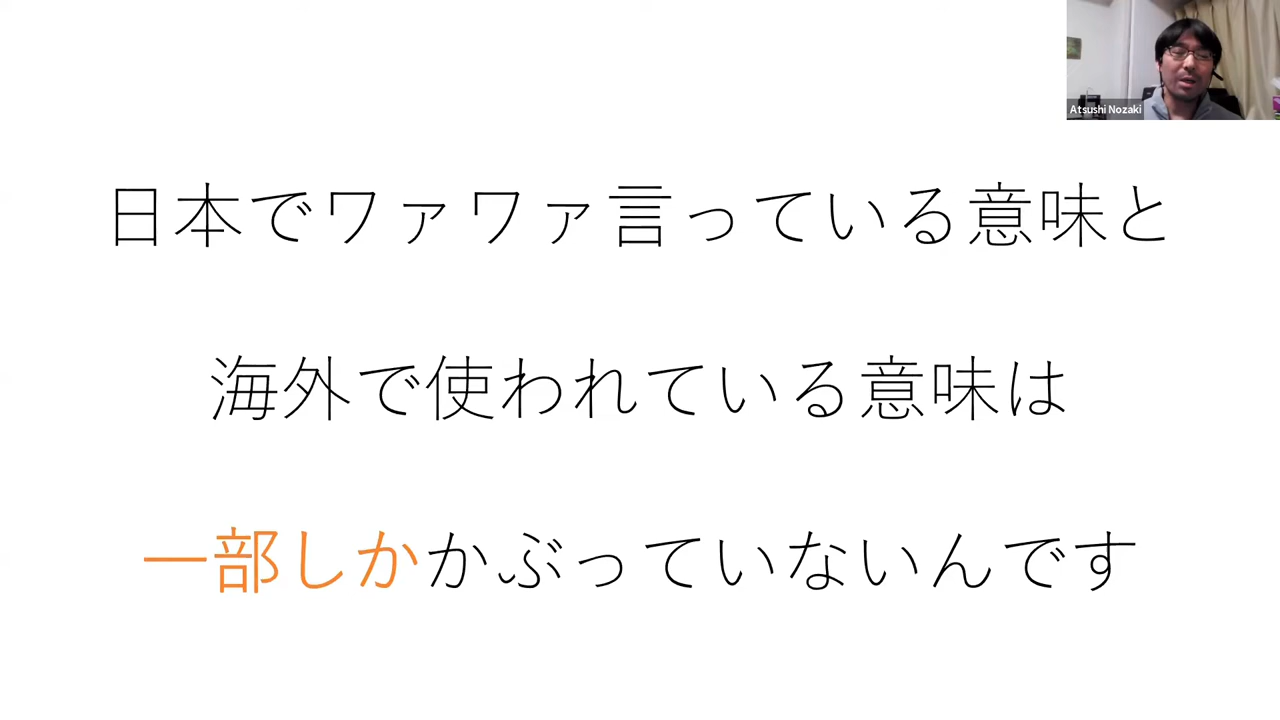 Atsushi Nozaki
日本でワァワァ言っている意味と
海外で使われている意味は
一部しかかぶっていないんです